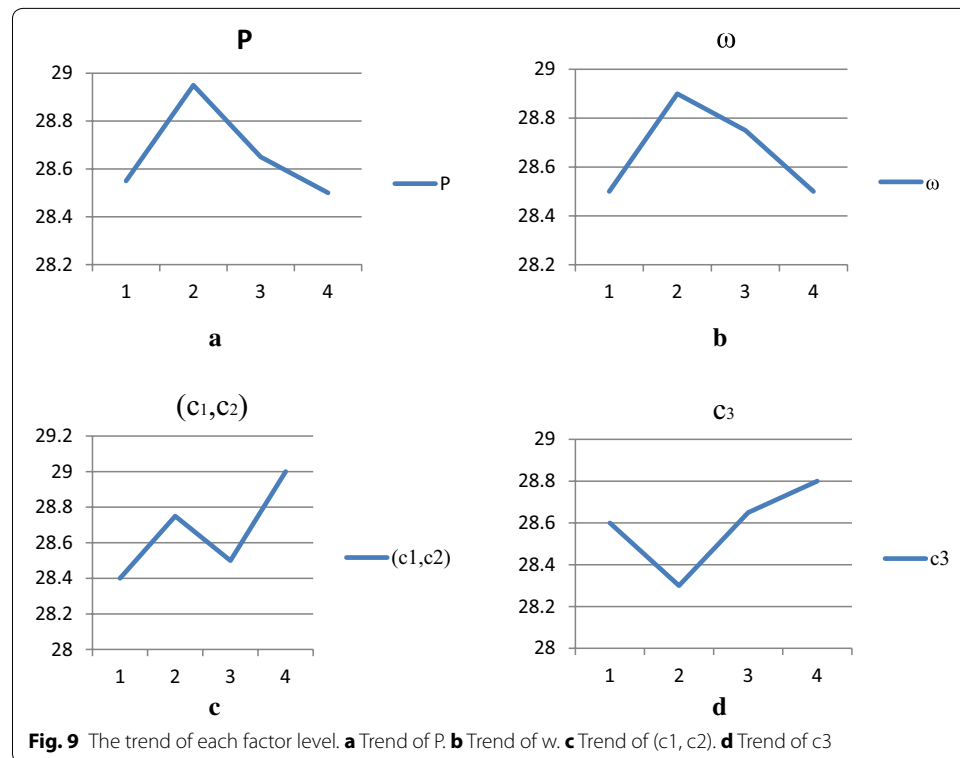 P
29
28.8
28.6
28.4
28.2
1 2 3 4
P
a
ω
29
28.8
28.6
28.4
28.2
1 2 3 4
ω
b
(c1,c2)
29.2
29
28.8
28.6
28.4
28.2
28
1 2 3 4
(c1,c2)
c
c3
29
28.8
28.6
28.4
28.2
28
1 2 3 4
c3
d
Fig. 9 The trend of each factor level. a Trend of P. b Trend of w. c Trend of (c1, c2). d Trend of c3